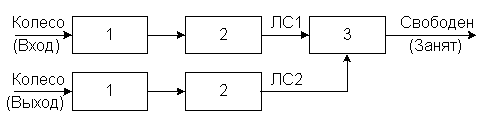 Колесо
(Вход)
1
2
ЛС1
3
Свободен
(Занят)
Колесо
(Выход)
1
2
ЛС2